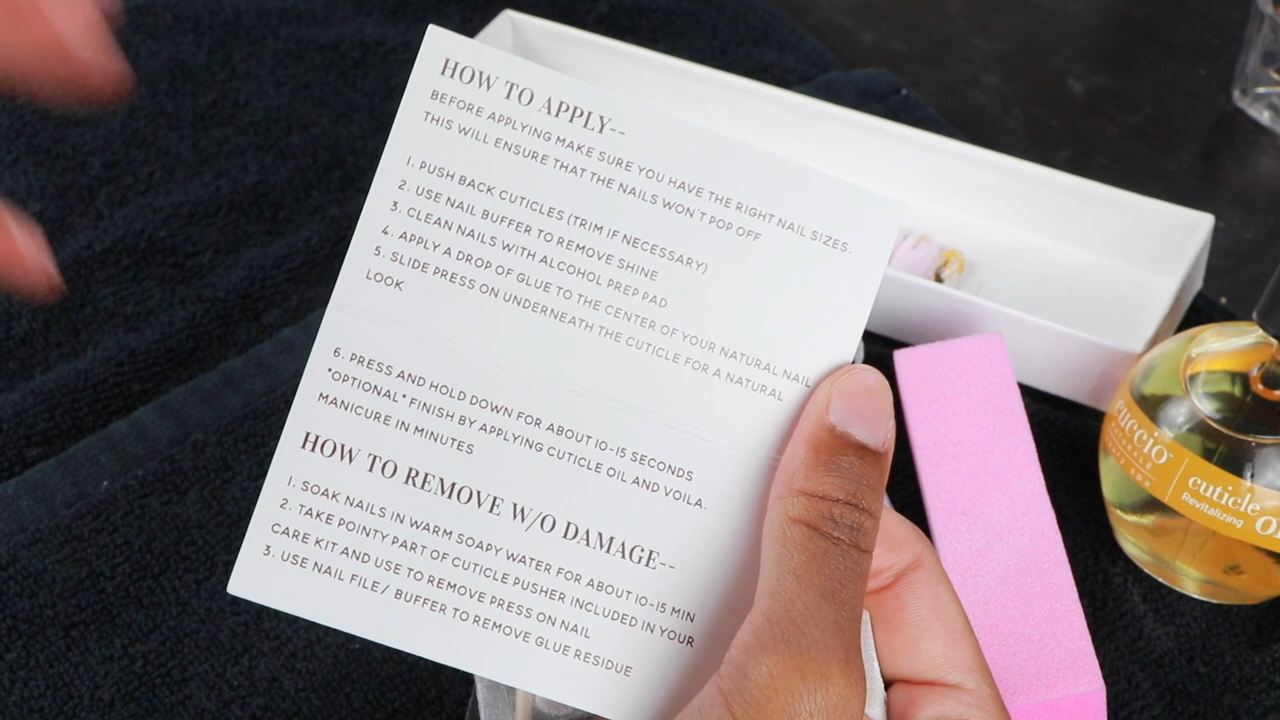 HOW TO APPLY--
BEFORE APPLYING MAKE SURE YOU HAVE THE RIGHT NAIL SIZES.
THIS WILL ENSURE THAT THE NAILS WON'T POP OFF
1. PUSH BACK CUTICLES (TRIM IF NECESSARY)
2. USE NAIL BUFFER TO REMOVE SHINE
3. CLEAN NAILS WITH ALCOHOL PREP PAD
4. APPLY A DROP OF GLUE TO THE CENTER OF YOUR NATURAL NAIL
5. SLIDE PRESS ON UNDERNEATH THE CUTICLE FOR A NATURAL
LOOK
6. PRESS AND HOLD DOWN FOR ABOUT 10-15 SECONDS
*OPTIONAL* FINISH BY APPLYING CUTICLE OIL AND VOILA.
MANICURE IN MINUTES
HOW TO REMOVE W/O DAMAGE--
1. SOAK NAILS IN WARM SOAPY WATER FOR ABOUT 10-15 MIN
2. TAKE POINTY PART OF CUTICLE PUSHER INCLUDED IN YOUR
CARE KIT AND USE TO REMOVE PRESS ON NAIL
3. USE NAIL FILE/ BUFFER TO REMOVE GLUE RESIDUE
cuccio
NATURALE
cuticle
Revitalizing